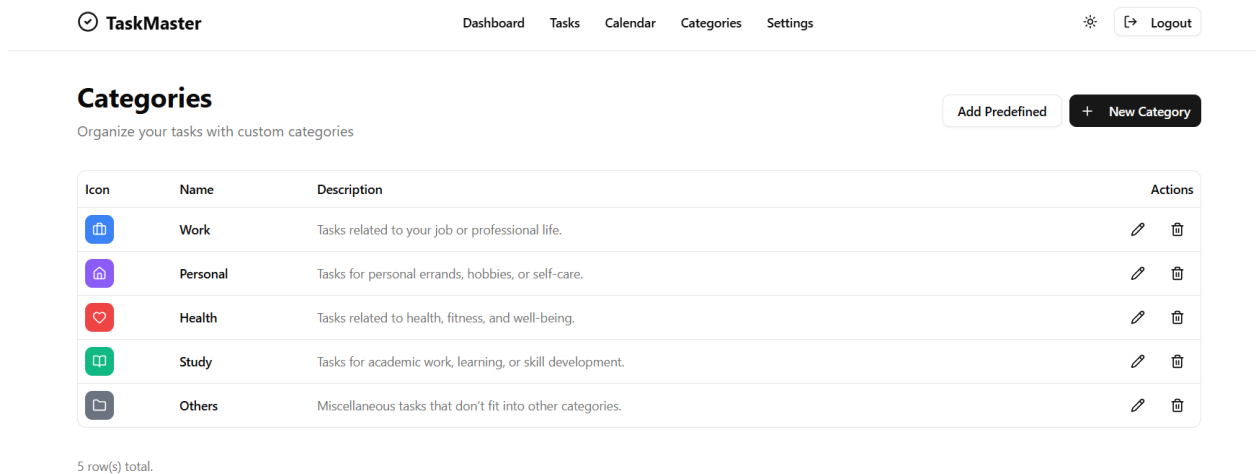 TaskMaster Dashboard Tasks Calendar Categories Settings Logout
Categories
Organize your tasks with custom categories
Add Predefined + New Category
Icon Name Description Actions
Work Tasks related to your job or professional life.
Personal Tasks for personal errands, hobbies, or self-care.
Health Tasks related to health, fitness, and well-being.
Study Tasks for academic work, learning, or skill development.
Others Miscellaneous tasks that don't fit into other categories.
5 row(s) total.